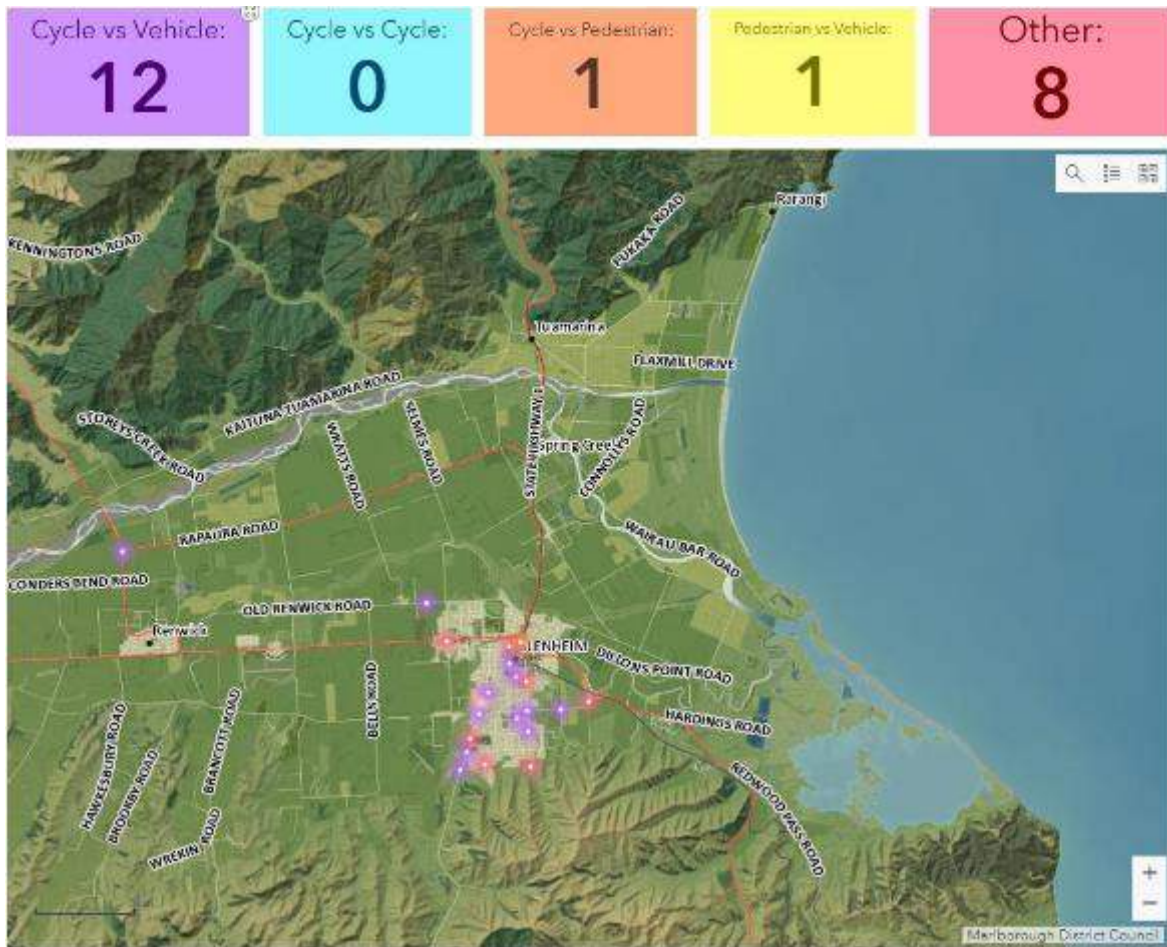 Cycle vs Vehicle:
12
Cycle vs Cycle:
0
Cycle vs Pedestrian:
1
Pedestrian vs Vehicle:
1
Other:
8
Rarangi
KENNINGTONS ROAD
PUKAKA ROAD
Tuamarina
FLAXMILL DRIVE
KAITUNA TUAMARINA ROAD
STOREYS CREEK ROAD
WRATTS ROAD
SELMES ROAD
STATE HIGHWAY 1
Spring Creek
CONNOLLYS ROAD
RAPAURA ROAD
WAIRAU BAR ROAD
CONDERS BEND ROAD
OLD RENWICK ROAD
Renwick
LENHEIM
DILLONS POINT ROAD
BELLS ROAD
HARDINGS ROAD
HAWKESBURY ROAD
BROOKBY ROAD
BRANCOTT ROAD
WREKIN ROAD
REDWOOD PASS ROAD
+
−
Marlborough District Council